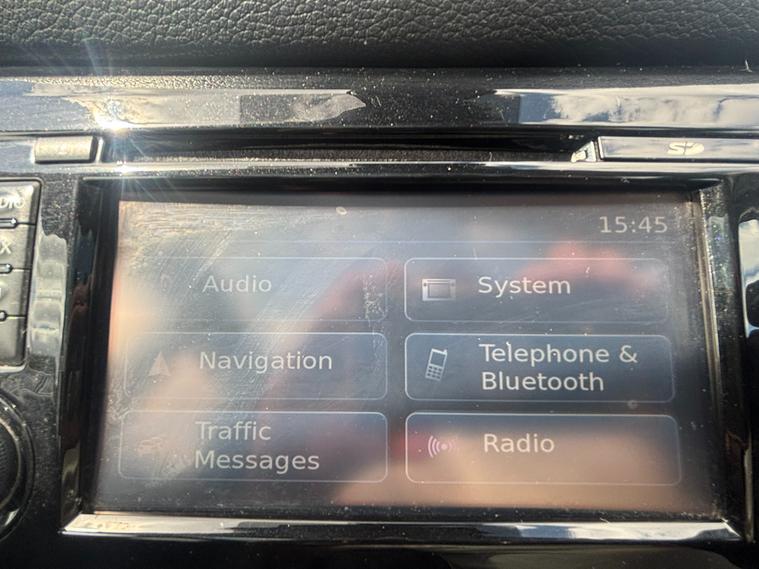 SD
15:45
Audio
System
Navigation
Telephone &
Bluetooth
Traffic
Messages
Radio